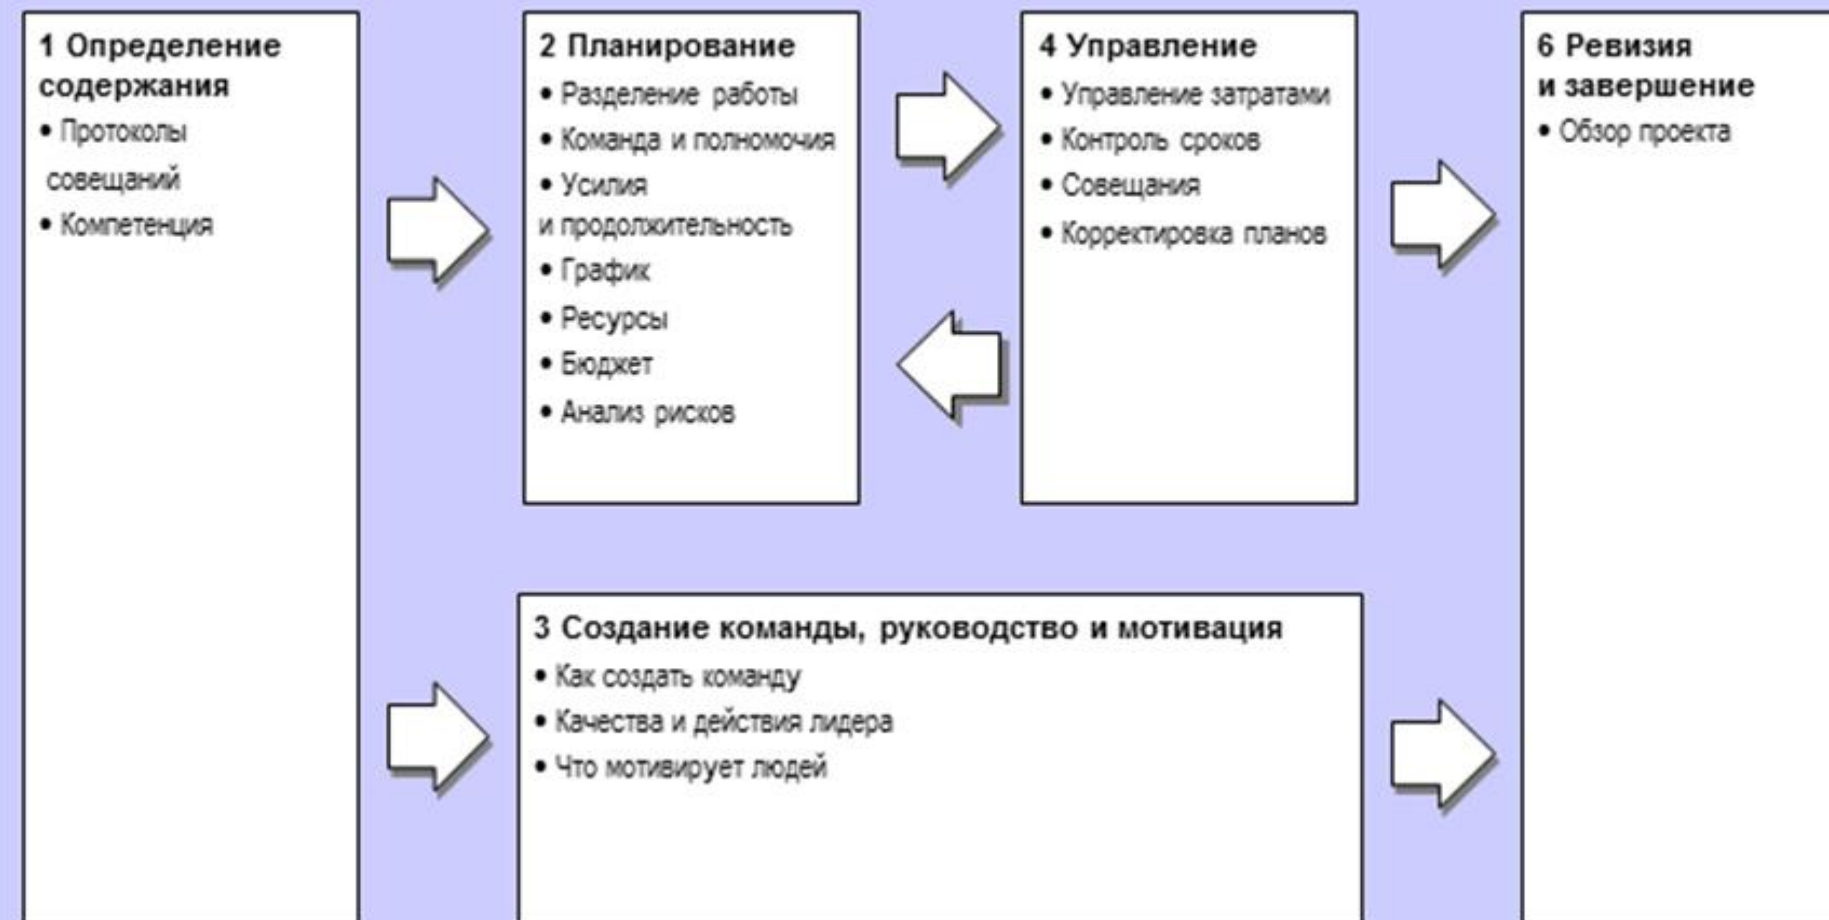 1 Определение
содержания
• Протоколы
совещаний
• Компетенция
2 Планирование
• Разделение работы
• Команда и полномочия
• Усилия
и продолжительность
• График
• Ресурсы
• Бюджет
• Анализ рисков
4 Управление
• Управление затратами
• Контроль сроков
• Совещания
• Корректировка планов
6 Ревизия
и завершение
• Обзор проекта
3 Создание команды, руководство и мотивация
• Как создать команду
• Качества и действия лидера
• Что мотивирует людей